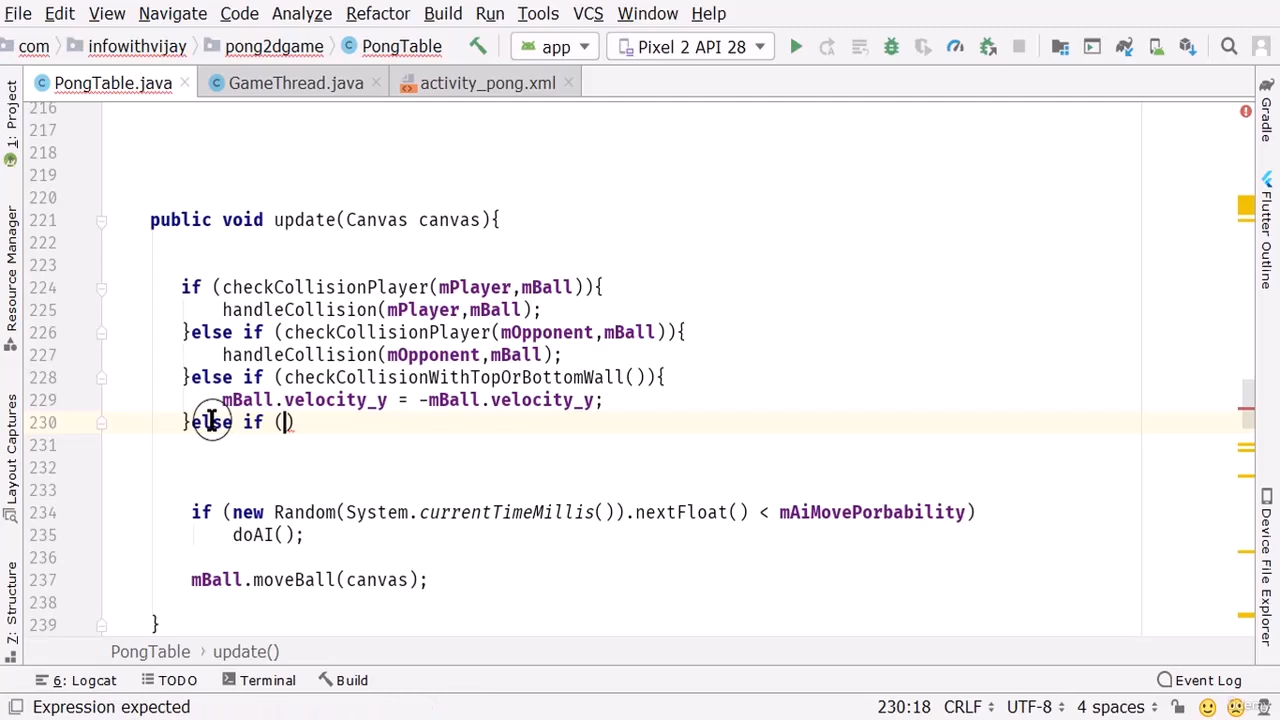 File Edit View Navigate Code Analyze Refactor Build Run Tools VCS Window Help
com infowithvijay pong2dgame PongTable app Pixel 2 API 28
PongTable.java GameThread.java activity_pong.xml
1: Project
Resource Manager
Layout Captures
7: Structure
216
217
218
219
220
221 public void update(Canvas canvas){
222
223
224 if (checkCollisionPlayer(mPlayer,mBall)){
225 handleCollision(mPlayer,mBall);
226 }else if (checkCollisionPlayer(mOpponent,mBall)){
227 handleCollision(mOpponent,mBall);
228 }else if (checkCollisionWithTopOrBottomWall()){
229 mBall.velocity_y = -mBall.velocity_y;
230 }else if ()
231
232
233
234 if (new Random(System.currentTimeMillis()).nextFloat() < mAiMovePorbability)
235 doAI();
236
237 mBall.moveBall(canvas);
238
239 }
Gradle
Flutter Outline
Device File Explorer
PongTable update()
6: Logcat TODO Terminal Build Event Log
Expression expected 230:18 CRLF UTF-8 4 spaces